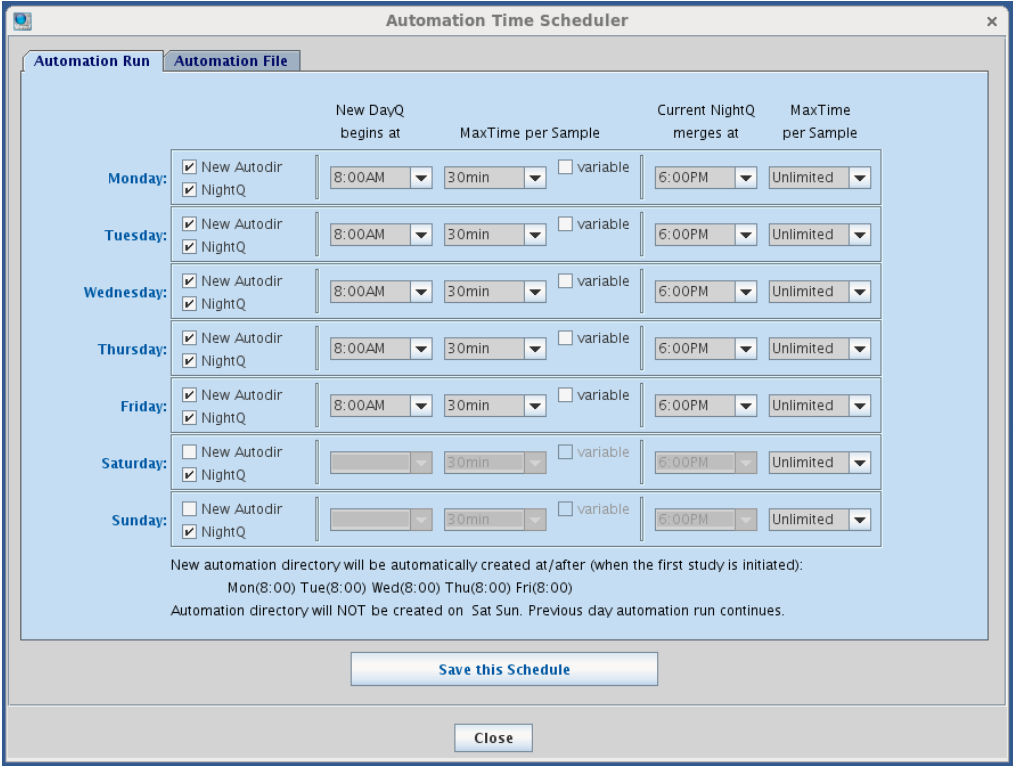 Automation Time Scheduler
Automation Run Automation File
New DayQ Current NightQ MaxTime
begins at MaxTime per Sample merges at per Sample
New Autodir variable
Monday: 8:00AM 30min 6:00PM Unlimited
NightQ
New Autodir variable
Tuesday: 8:00AM 30min 6:00PM Unlimited
NightQ
New Autodir variable
Wednesday: 8:00AM 30min 6:00PM Unlimited
NightQ
New Autodir variable
Thursday: 8:00AM 30min 6:00PM Unlimited
NightQ
New Autodir variable
Friday: 8:00AM 30min 6:00PM Unlimited
NightQ
New Autodir variable
Saturday: 30min 6:00PM Unlimited
NightQ
New Autodir variable
Sunday: 30min 6:00PM Unlimited
NightQ
New automation directory will be automatically created at/after (when the first study is initiated):
Mon(8:00) Tue(8:00) Wed(8:00) Thu(8:00) Fri(8:00)
Automation directory will NOT be created on Sat Sun. Previous day automation run continues.
Save this Schedule
Close